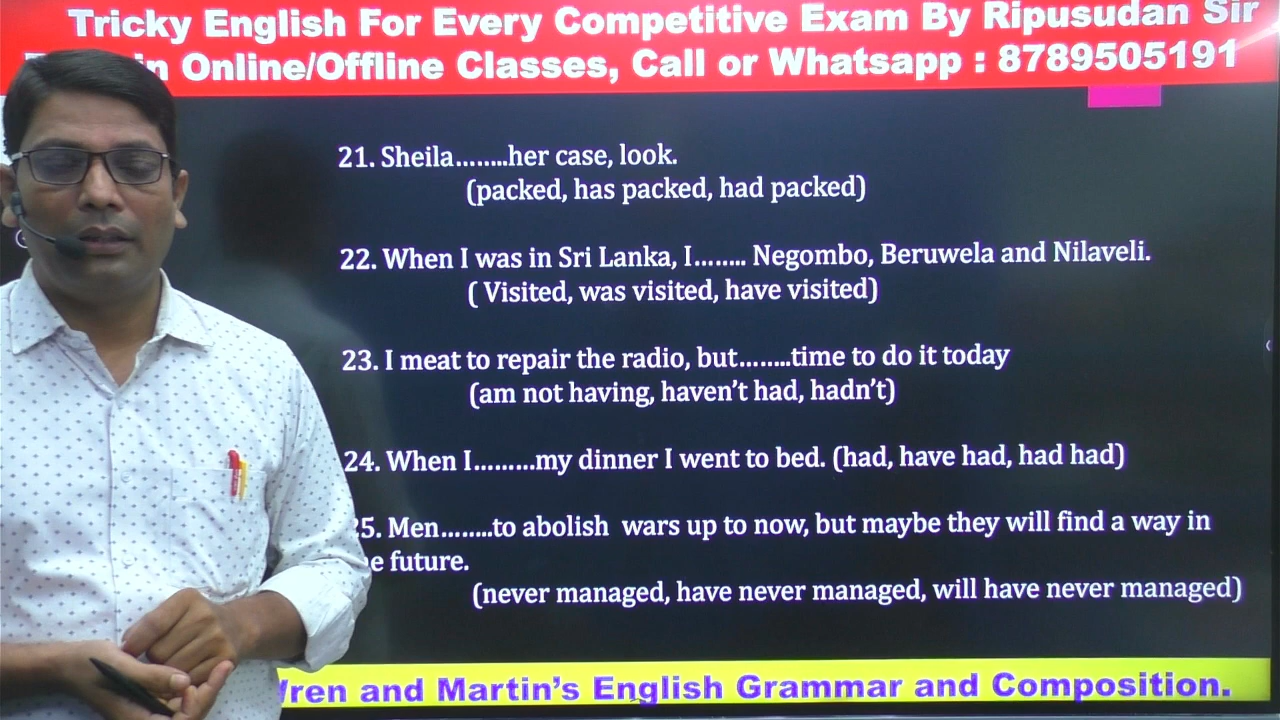 Tricky English For Every Competitive Exam By Ripusudan Sir
in Online/Offline Classes, Call or Whatsapp : 8789505191
21. Sheila........her case, look.
(packed, has packed, had packed)
22. When I was in Sri Lanka, I........ Negombo, Beruwela and Nilaveli.
( Visited, was visited, have visited)
23. I meat to repair the radio, but........time to do it today
(am not having, haven't had, hadn't)
24. When I.........my dinner I went to bed. (had, have had, had had)
25. Men........to abolish wars up to now, but maybe they will find a way in
future.
(never managed, have never managed, will have never managed)
and Martin's English Grammar and Composition.